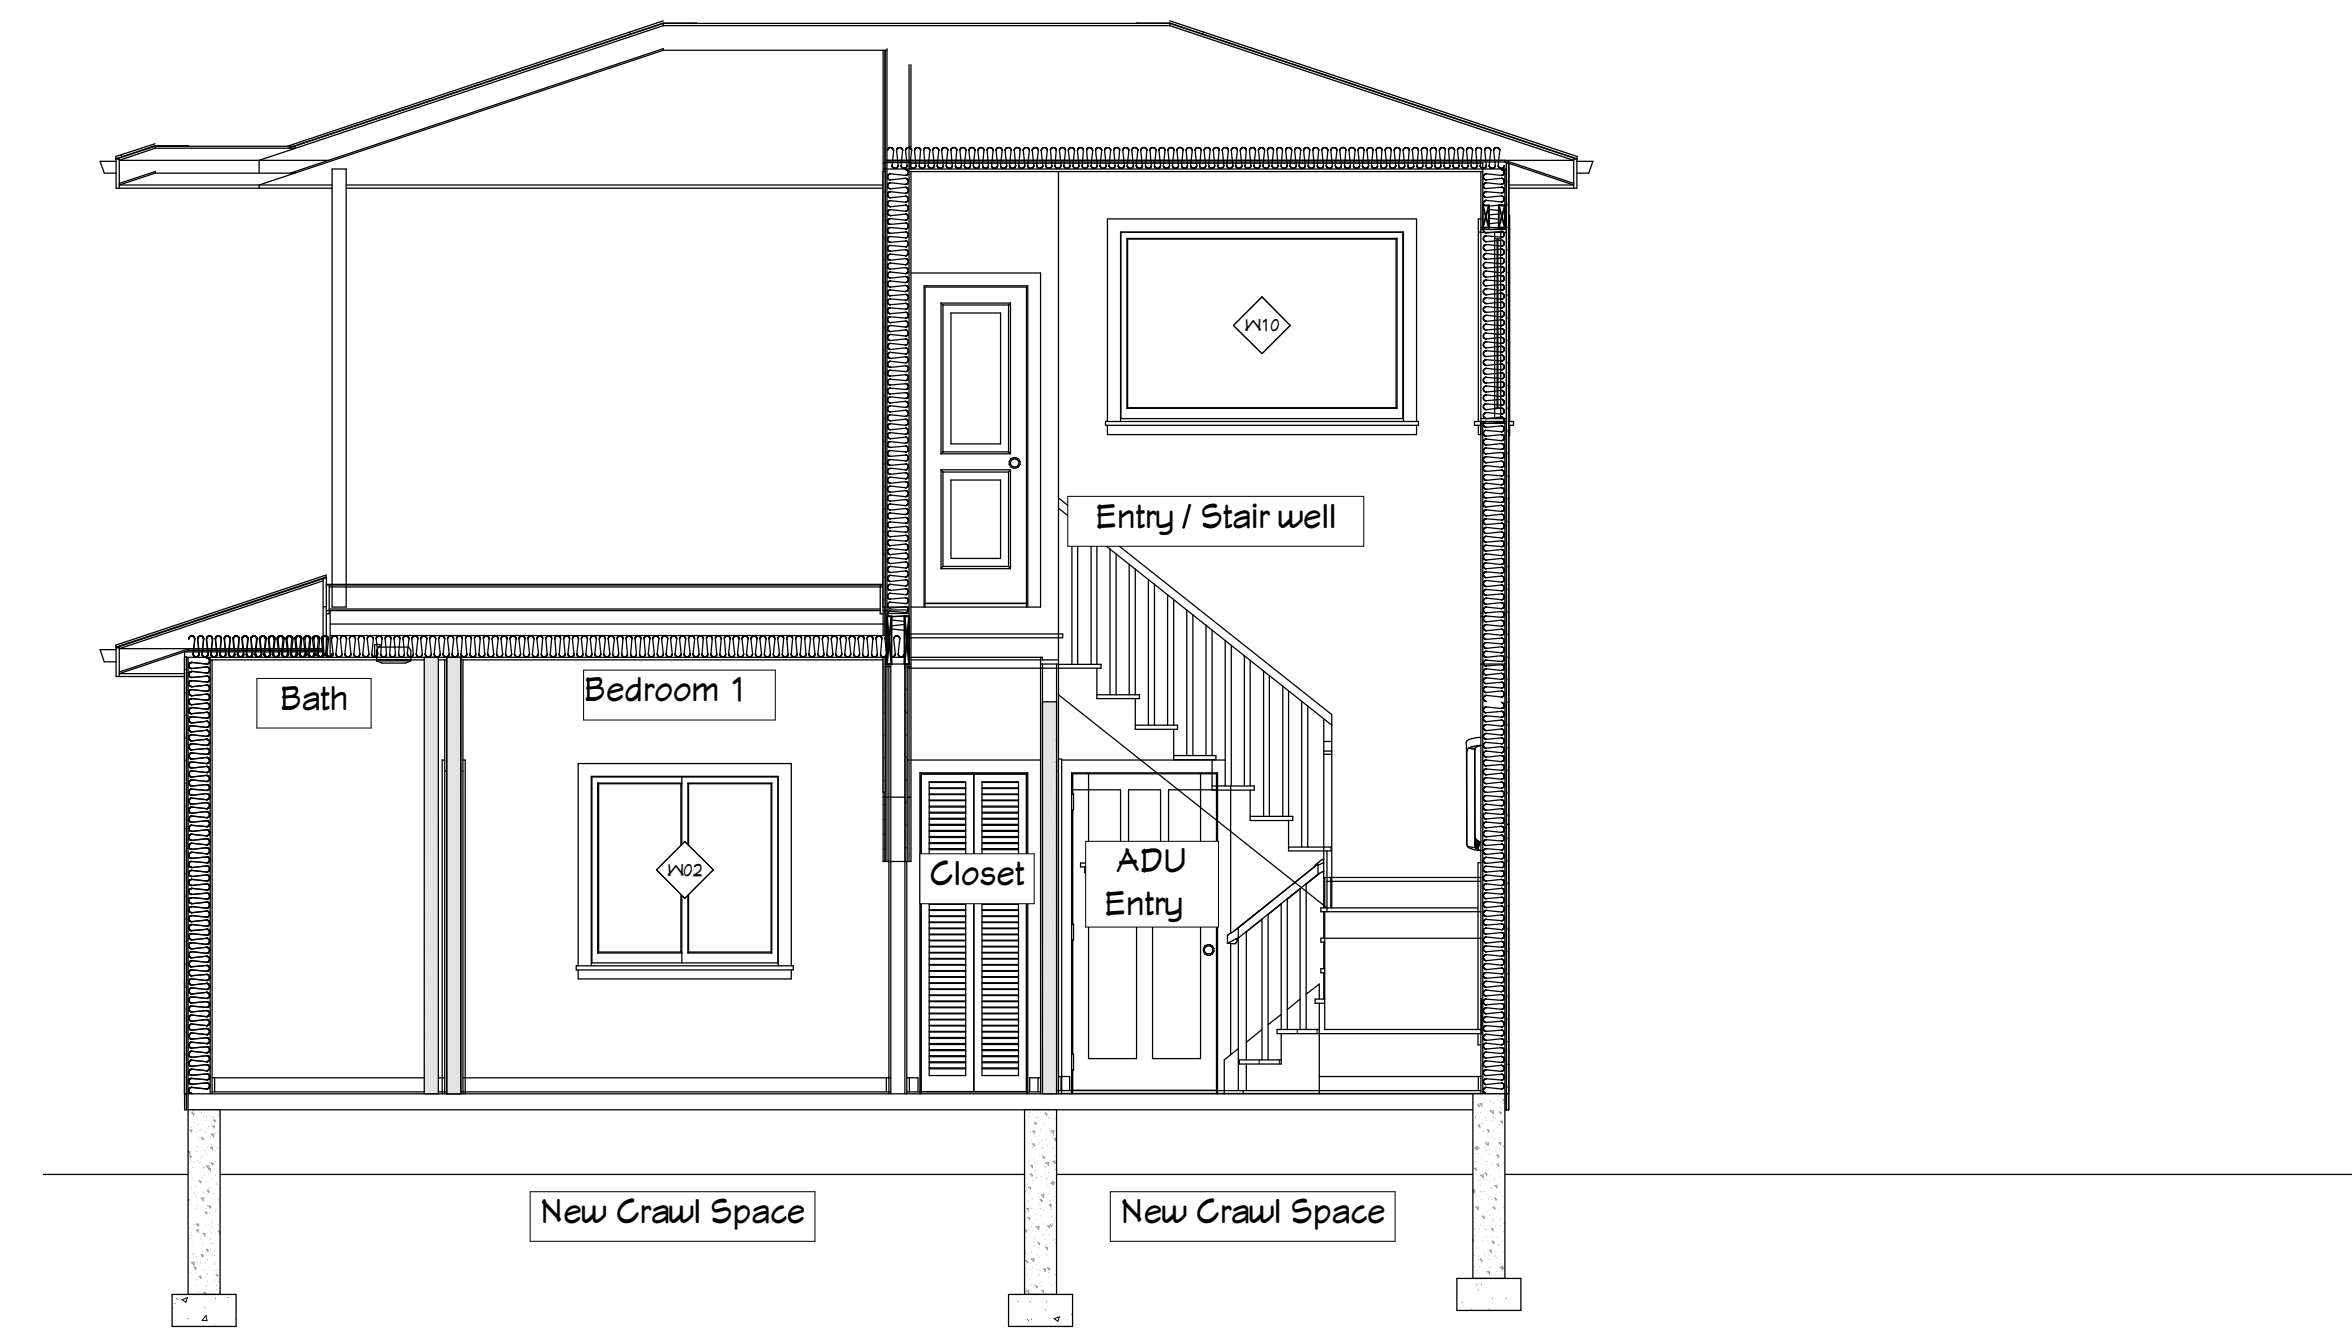 W10
Entry / Stair well
Bath
Bedroom 1
W02
Closet
ADU
Entry
New Crawl Space
New Crawl Space